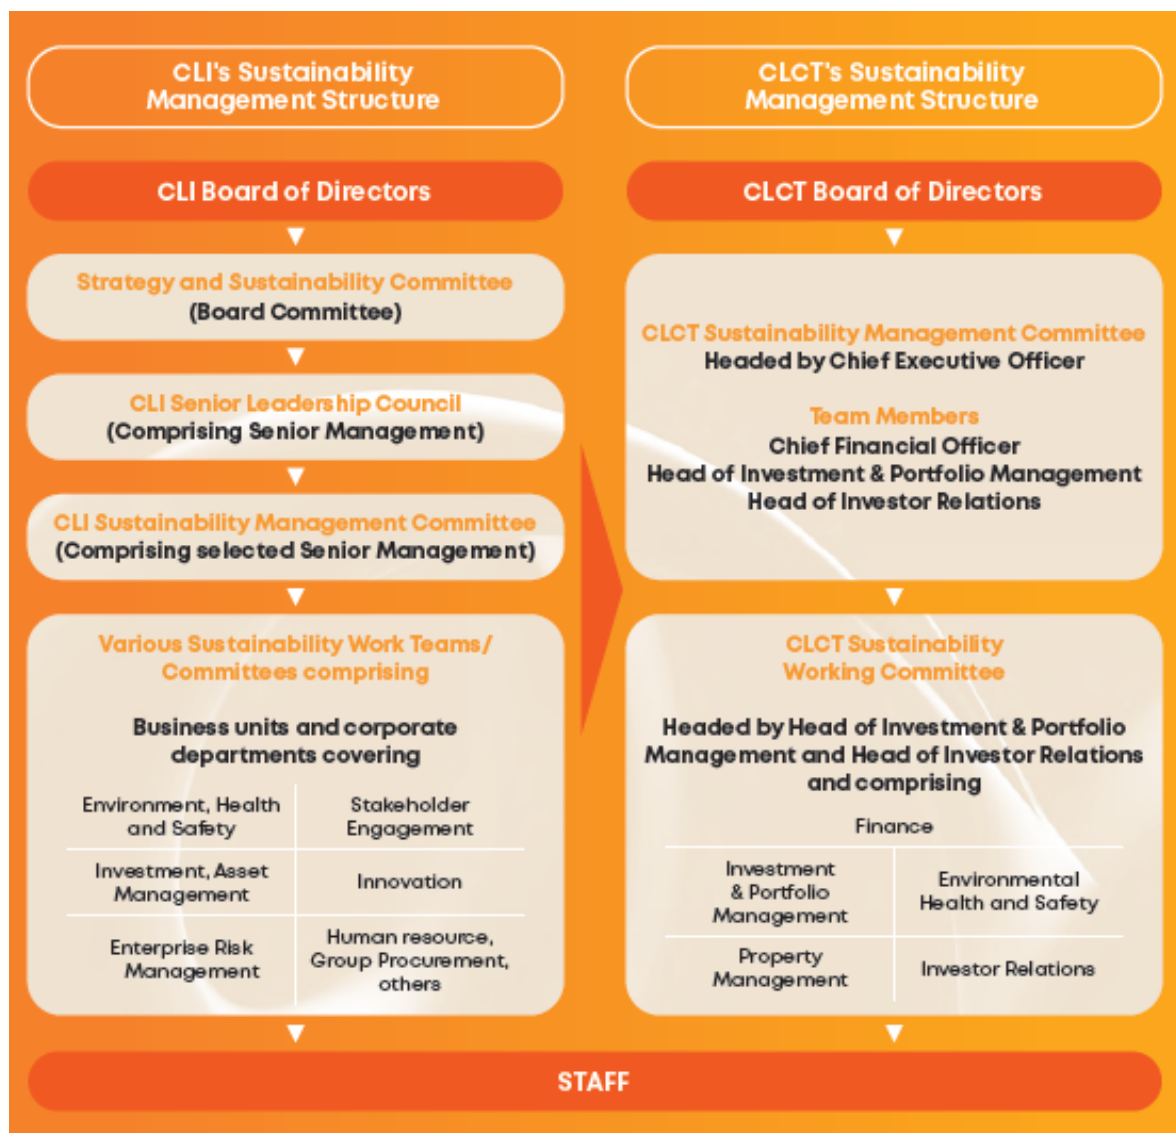 CLI's Sustainability
Management Structure
CLI Board of Directors
Strategy and Sustainability Committee
(Board Committee)
CLI Senior Leadership Council
(Comprising Senior Management)
CLI Sustainability Management Committee
(Comprising selected Senior Management)
Various Sustainability Work Teams/
Committees comprising
Business units and corporate
departments covering
Environment, Health
and Safety
Stakeholder
Engagement
Investment, Asset
Management
Innovation
Enterprise Risk
Management
Human resource,
Group Procurement,
others
CLCT's Sustainability
Management Structure
CLCT Board of Directors
CLCT Sustainability Management Committee
Headed by Chief Executive Officer
Team Members
Chief Financial Officer
Head of Investment & Portfolio Management
Head of Investor Relations
CLCT Sustainability
Working Committee
Headed by Head of Investment & Portfolio
Management and Head of Investor Relations
and comprising
Finance
Investment
& Portfolio
Management
Environmental
Health and Safety
Property
Management
Investor Relations
STAFF